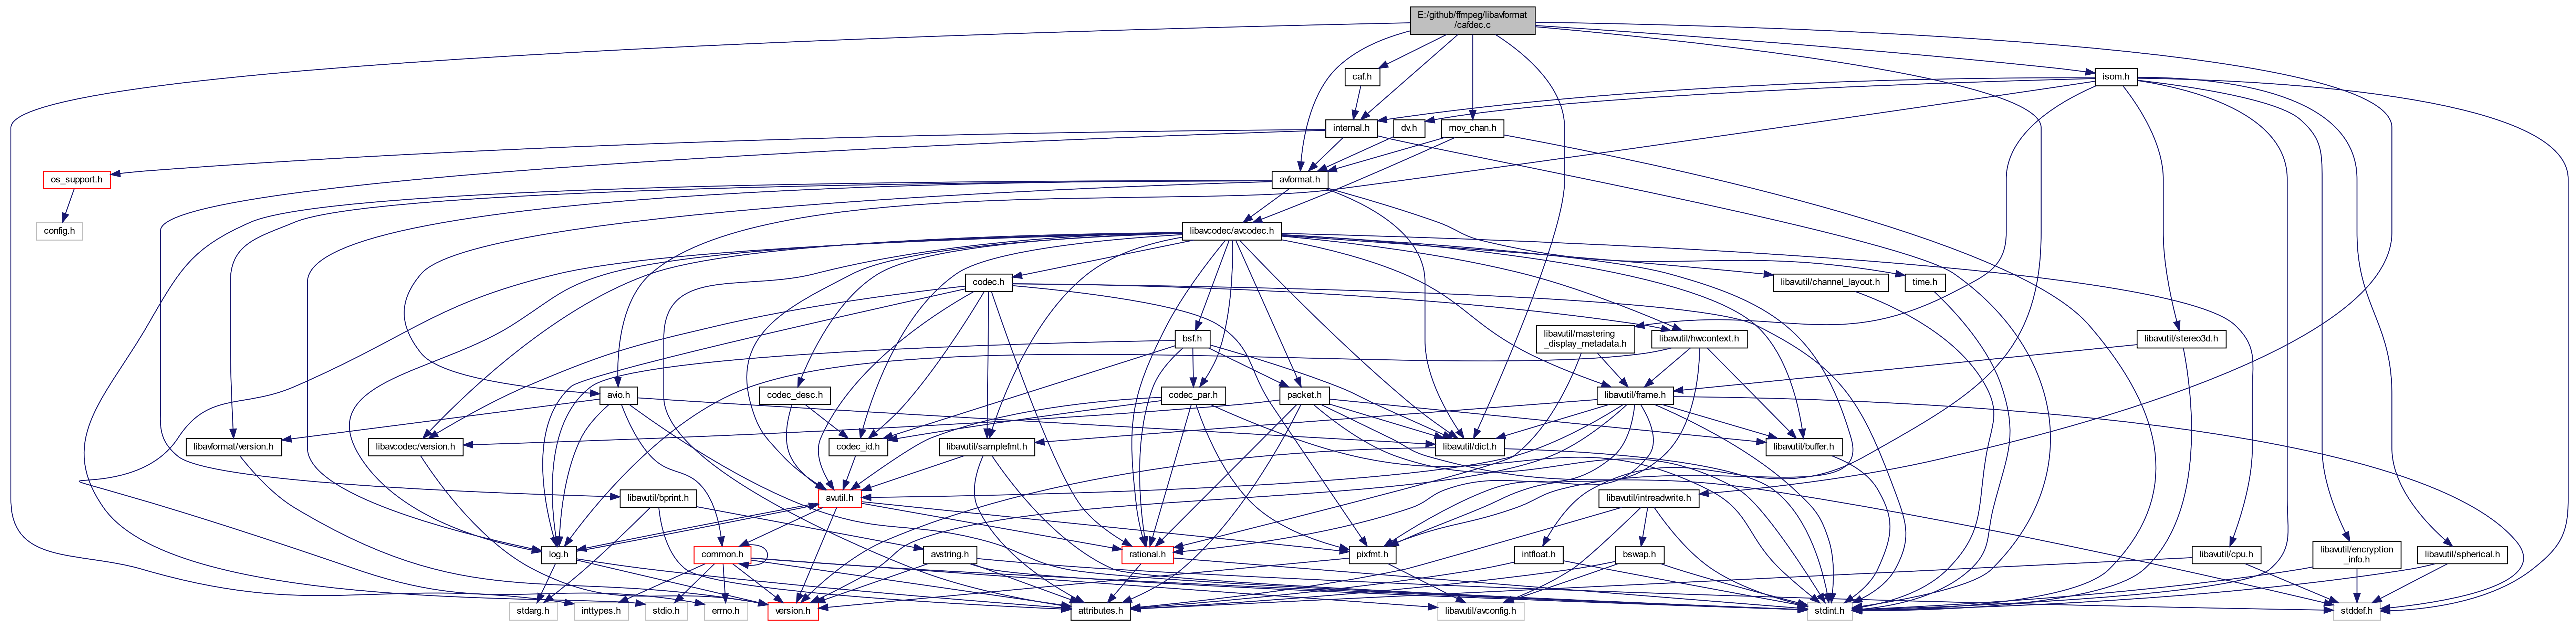 E:/github/ffmpeg/libavformat
/cafdec.c
caf.h
isom.h
internal.h
dv.h
mov_chan.h
os_support.h
avformat.h
config.h
libavcodec/avcodec.h
codec.h
libavutil/channel_layout.h
time.h
bsf.h
libavutil/mastering
_display_metadata.h
libavutil/hwcontext.h
libavutil/stereo3d.h
avio.h
codec_desc.h
codec_par.h
packet.h
libavutil/frame.h
libavformat/version.h
libavcodec/version.h
codec_id.h
libavutil/samplefmt.h
libavutil/dict.h
libavutil/buffer.h
libavutil/bprint.h
avutil.h
libavutil/intreadwrite.h
log.h
common.h
avstring.h
rational.h
pixfmt.h
intfloat.h
bswap.h
libavutil/cpu.h
libavutil/encryption
_info.h
libavutil/spherical.h
stdarg.h
inttypes.h
stdio.h
errno.h
version.h
attributes.h
libavutil/avconfig.h
stdint.h
stddef.h